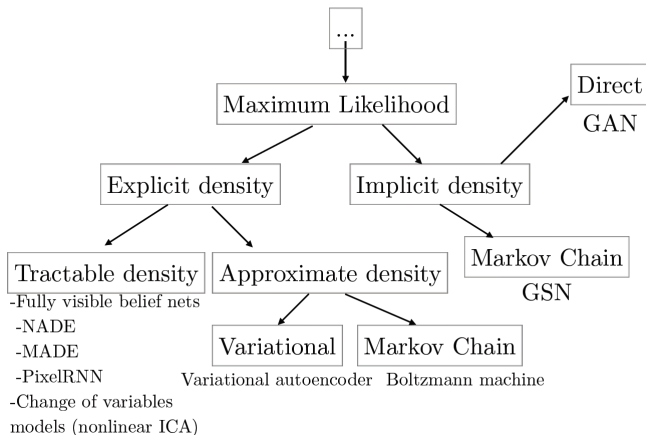 ...
Maximum Likelihood
Direct
GAN
Explicit density
Implicit density
Tractable density
-Fully visible belief nets
-NADE
-MADE
-PixelRNN
-Change of variables
models (nonlinear ICA)
Approximate density
Variational
Variational autoencoder
Markov Chain
Boltzmann machine
Markov Chain
GSN